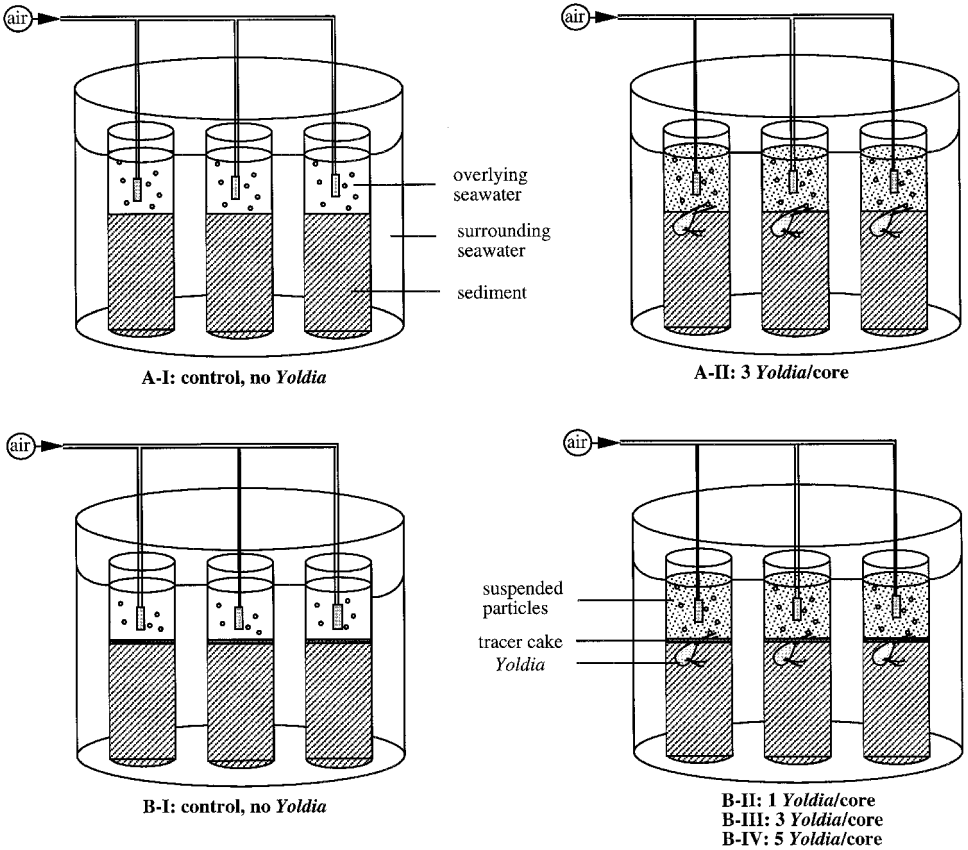 air
air
overlying
seawater
surrounding
seawater
sediment
A-I: control, no Yoldia
A-II: 3 Yoldia/core
air
air
suspended
particles
tracer cake
Yoldia
B-I: control, no Yoldia
B-II: 1 Yoldia/core
B-III: 3 Yoldia/core
B-IV: 5 Yoldia/core